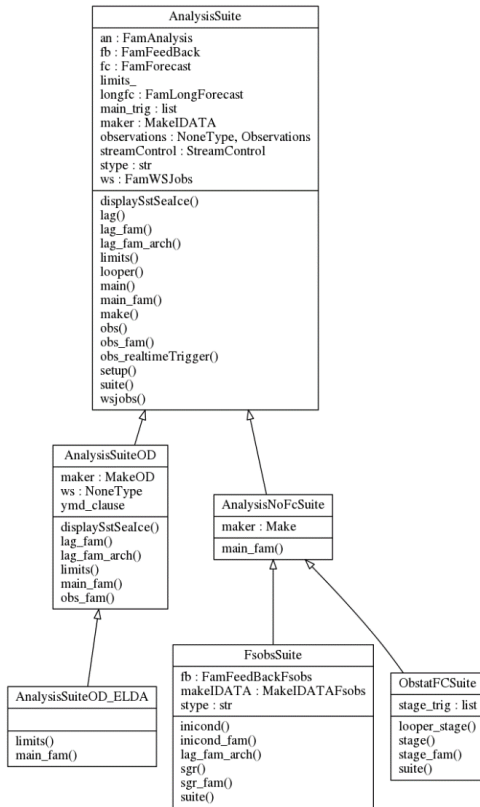 AnalysisSuite
an : FamAnalysis
fb : FamFeedBack
fc : FamForecast
limits_
longfc : FamLongForecast
main_trig : list
maker : MakeIDATA
observations : NoneType, Observations
streamControl : StreamControl
stype : str
ws : FamWSJobs
displaySstSeaIce()
lag()
lag_fam()
lag_fam_arch()
limits()
looper()
main()
main_fam()
make()
obs()
obs_fam()
obs_realtimeTrigger()
setup()
suite()
wsjobs()
AnalysisSuiteOD
maker : MakeOD
ws : NoneType
ymd_clause
displaySstSeaIce()
lag_fam()
lag_fam_arch()
limits()
main_fam()
obs_fam()
AnalysisNoFcSuite
maker : Make
main_fam()
AnalysisSuiteOD_ELDA
limits()
main_fam()
FsobsSuite
fb : FamFeedBackFsobs
makeIDATA : MakeIDATAFsobs
stype : str
inicond()
inicond_fam()
lag_fam_arch()
sgr()
sgr_fam()
suite()
ObstatFCSuite
stage_trig : list
looper_stage()
stage()
stage_fam()
suite()